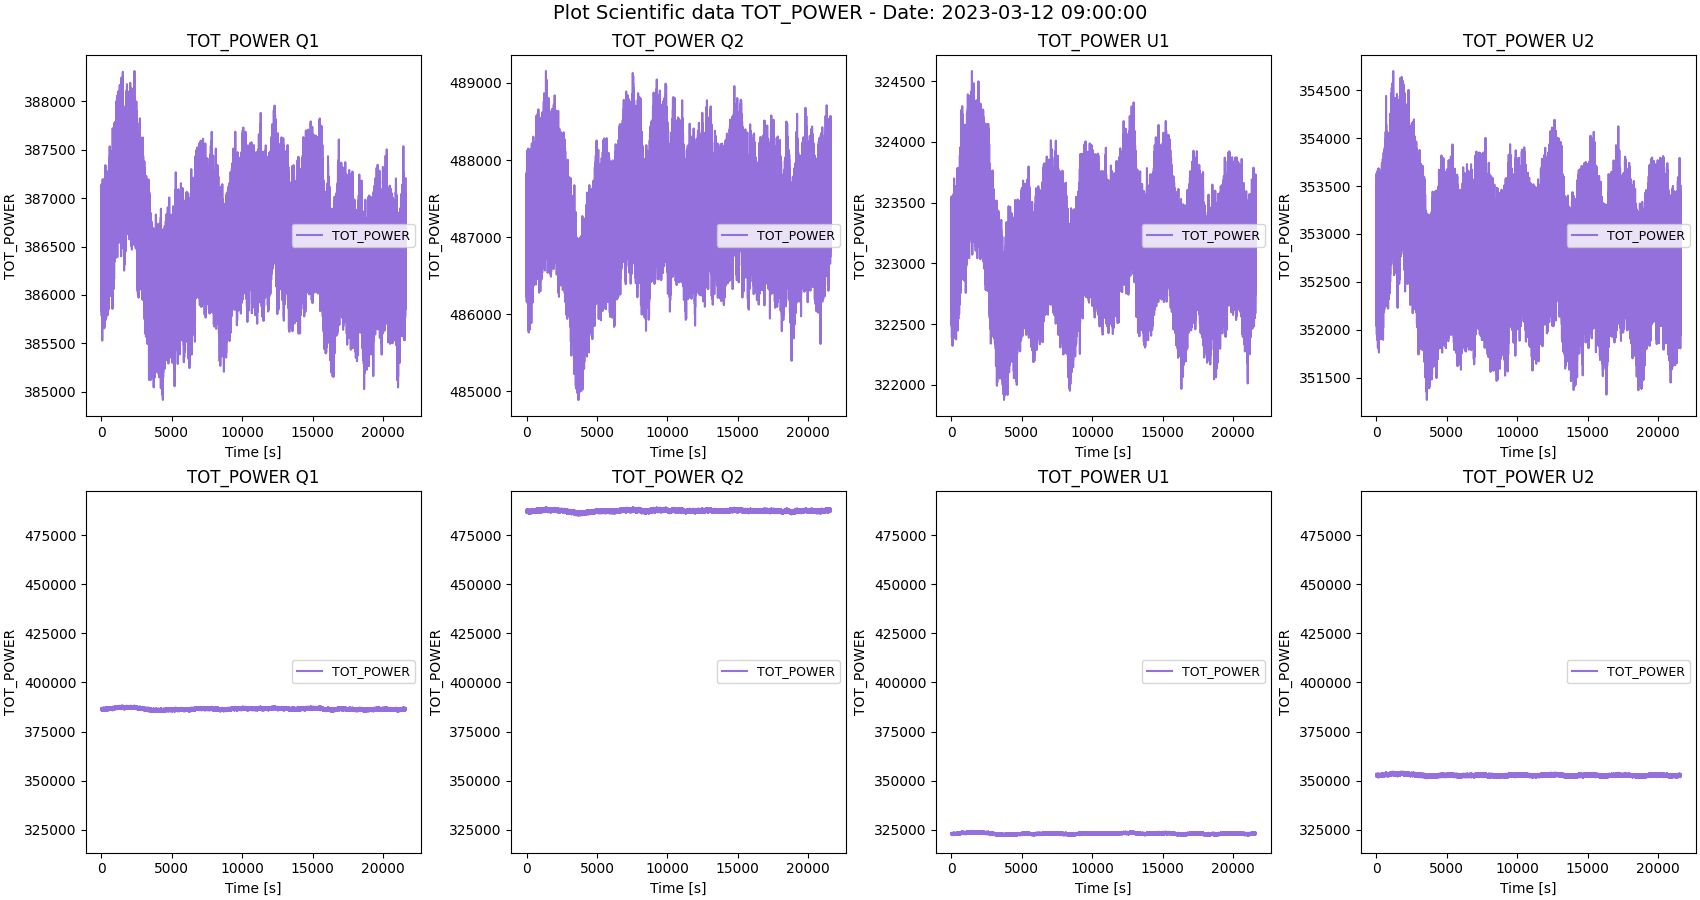 Plot Scientific data TOT_POWER - Date: 2023-03-12 09:00:00
TOT_POWER Q1
TOT_POWER
388000
387500
387000
386500
386000
385500
385000
TOT_POWER
0 5000 10000 15000 20000
Time [s]
TOT_POWER Q2
TOT_POWER
489000
488000
487000
486000
485000
TOT_POWER
0 5000 10000 15000 20000
Time [s]
TOT_POWER U1
TOT_POWER
324500
324000
323500
323000
322500
322000
TOT_POWER
0 5000 10000 15000 20000
Time [s]
TOT_POWER U2
TOT_POWER
354500
354000
353500
353000
352500
352000
351500
TOT_POWER
0 5000 10000 15000 20000
Time [s]
TOT_POWER Q1
TOT_POWER
475000
450000
425000
400000
375000
350000
325000
TOT_POWER
0 5000 10000 15000 20000
Time [s]
TOT_POWER Q2
TOT_POWER
475000
450000
425000
400000
375000
350000
325000
TOT_POWER
0 5000 10000 15000 20000
Time [s]
TOT_POWER U1
TOT_POWER
475000
450000
425000
400000
375000
350000
325000
TOT_POWER
0 5000 10000 15000 20000
Time [s]
TOT_POWER U2
TOT_POWER
475000
450000
425000
400000
375000
350000
325000
TOT_POWER
0 5000 10000 15000 20000
Time [s]